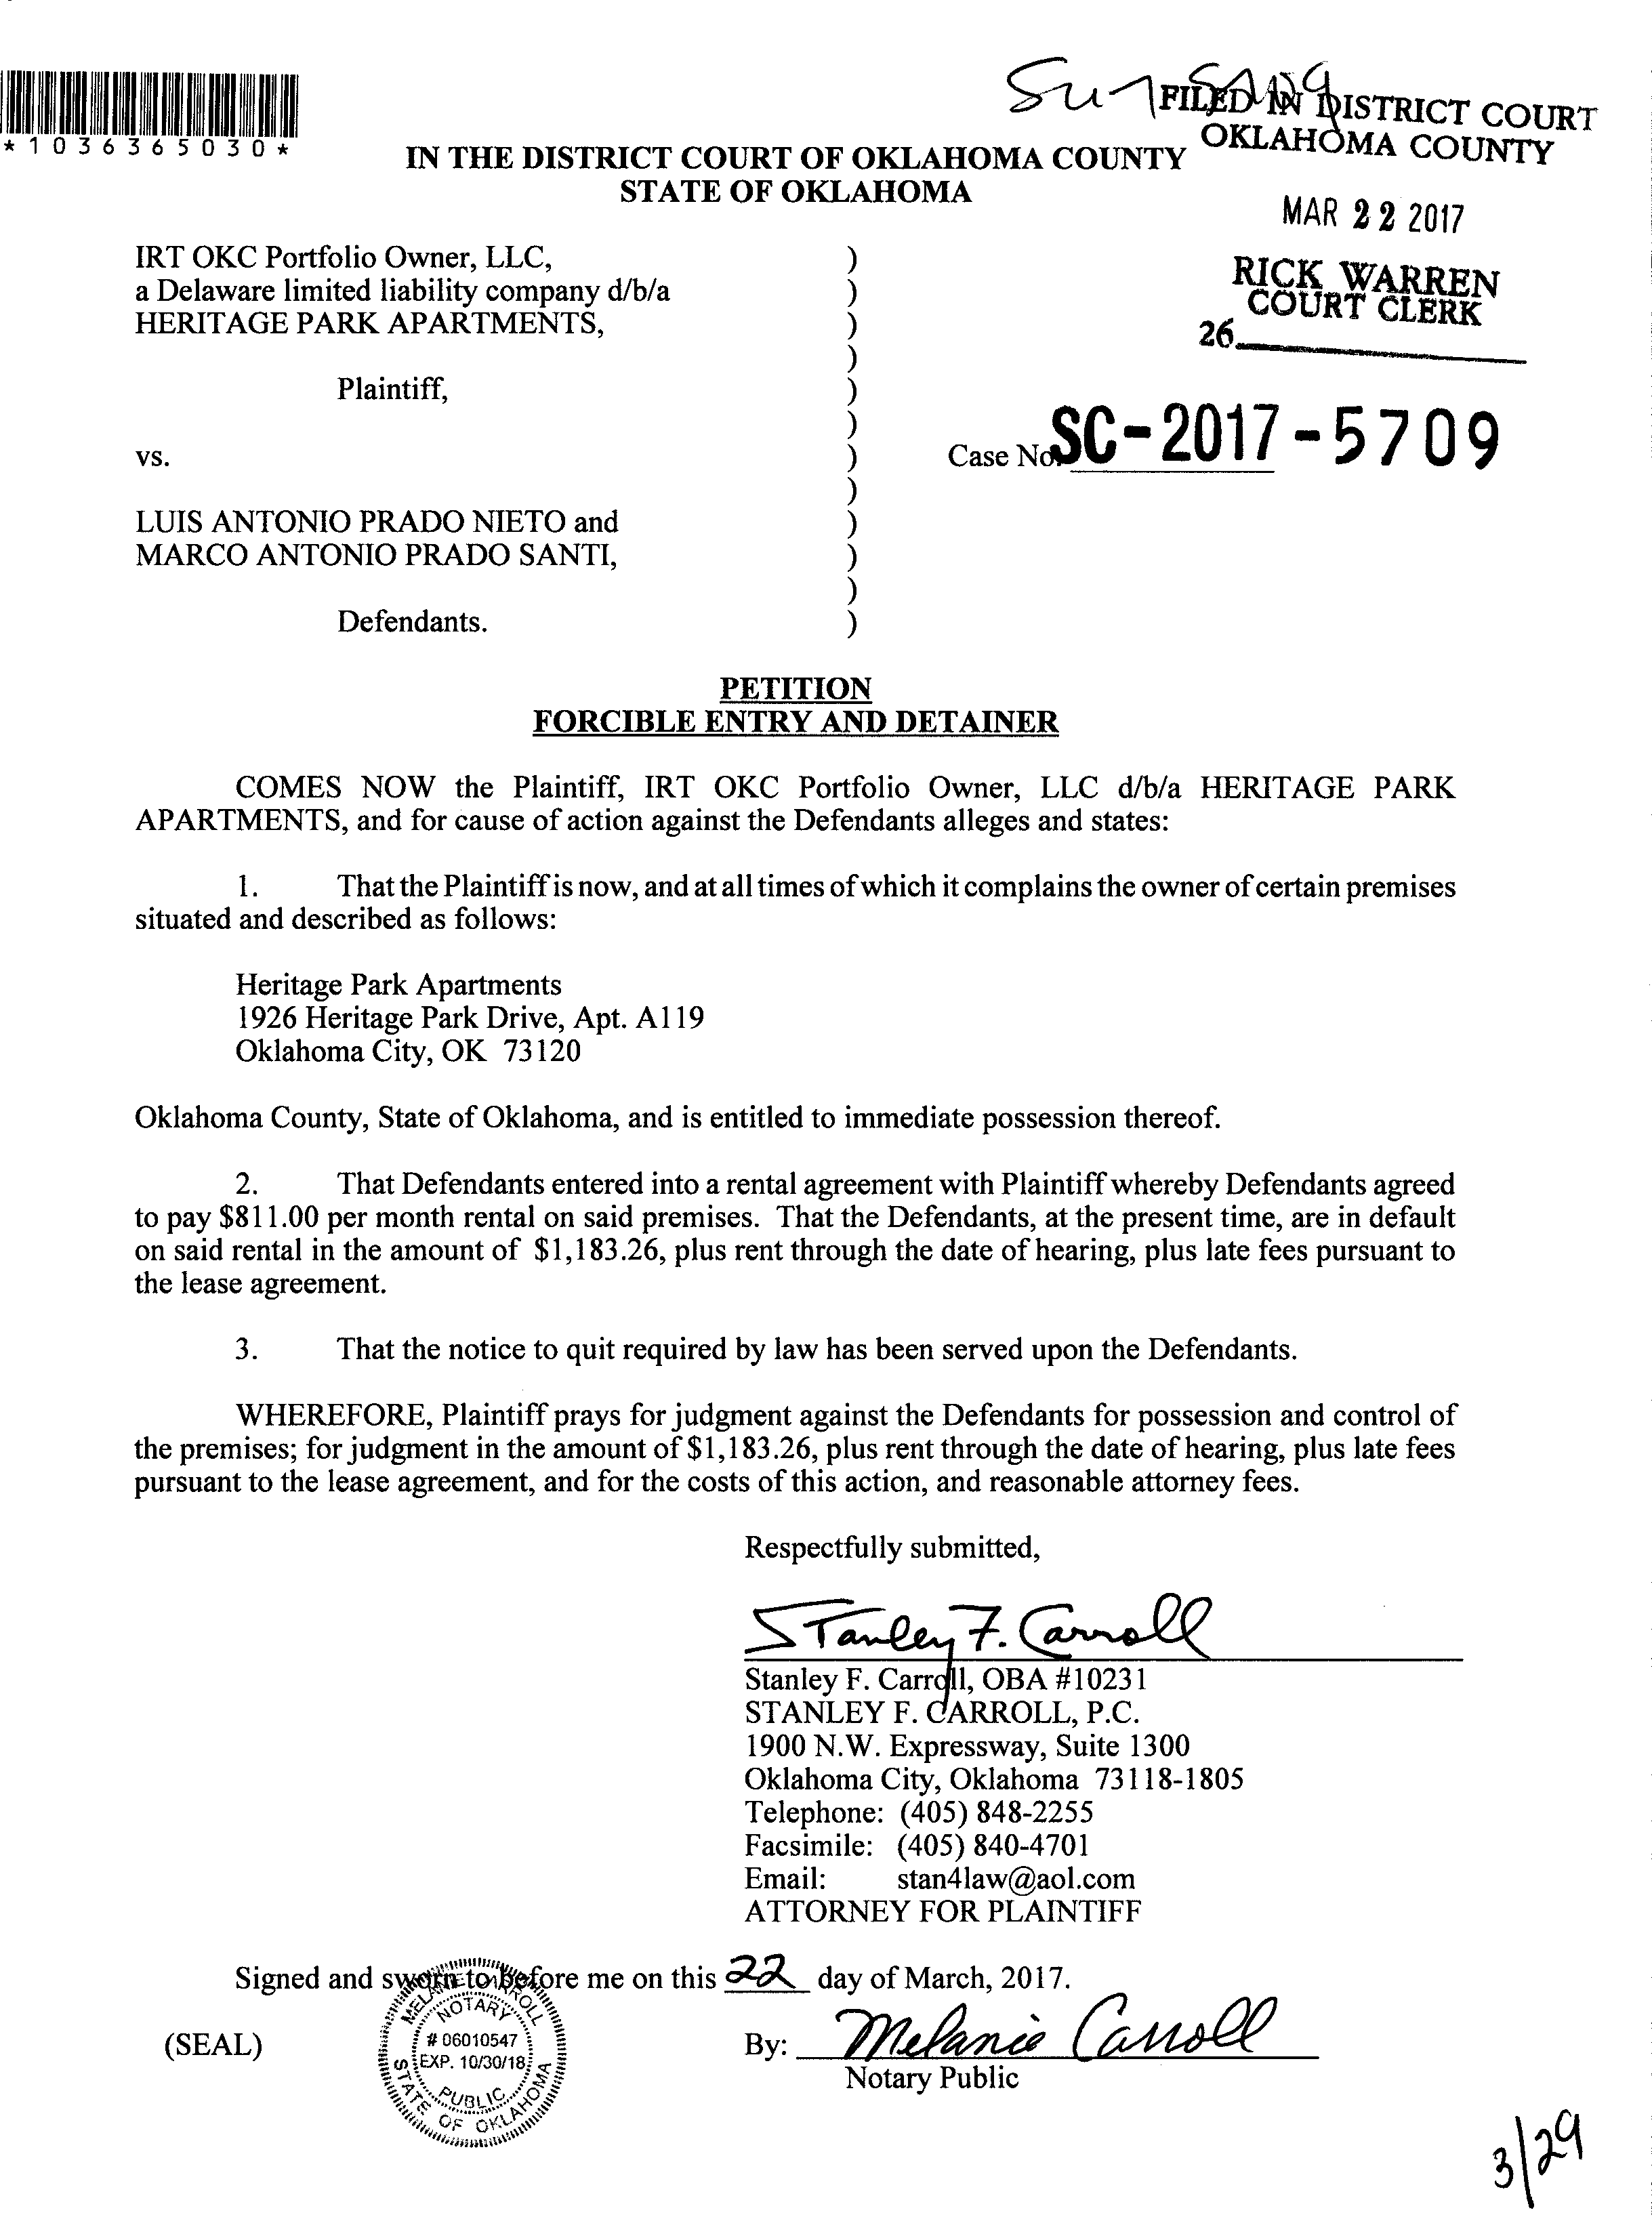 *1036365030*
FILED IN DISTRICT COURT
OKLAHOMA COUNTY
IN THE DISTRICT COURT OF OKLAHOMA COUNTY
STATE OF OKLAHOMA
MAR 22 2017
RICK WARREN
COURT CLERK
26
IRT OKC Portfolio Owner, LLC, )
a Delaware limited liability company d/b/a )
HERITAGE PARK APARTMENTS, )
)
Plaintiff, )
)
vs. ) Case No. SC-2017-5709
)
LUIS ANTONIO PRADO NIETO and )
MARCO ANTONIO PRADO SANTI, )
)
Defendants. )
PETITION
FORCIBLE ENTRY AND DETAINER
COMES NOW the Plaintiff, IRT OKC Portfolio Owner, LLC d/b/a HERITAGE PARK
APARTMENTS, and for cause of action against the Defendants alleges and states:
1. That the Plaintiff is now, and at all times of which it complains the owner of certain premises
situated and described as follows:
Heritage Park Apartments
1926 Heritage Park Drive, Apt. A119
Oklahoma City, OK 73120
Oklahoma County, State of Oklahoma, and is entitled to immediate possession thereof.
2. That Defendants entered into a rental agreement with Plaintiff whereby Defendants agreed
to pay $811.00 per month rental on said premises. That the Defendants, at the present time, are in default
on said rental in the amount of $1,183.26, plus rent through the date of hearing, plus late fees pursuant to
the lease agreement.
3. That the notice to quit required by law has been served upon the Defendants.
WHEREFORE, Plaintiff prays for judgment against the Defendants for possession and control of
the premises; for judgment in the amount of $1,183.26, plus rent through the date of hearing, plus late fees
pursuant to the lease agreement, and for the costs of this action, and reasonable attorney fees.
Respectfully submitted,
Stanley F. Carroll
Stanley F. Carroll, OBA #10231
STANLEY F. CARROLL, P.C.
1900 N.W. Expressway, Suite 1300
Oklahoma City, Oklahoma 73118-1805
Telephone: (405) 848-2255
Facsimile: (405) 840-4701
Email: stan4law@aol.com
ATTORNEY FOR PLAINTIFF
Signed and sworn to before me on this 22 day of March, 2017.
(SEAL)
MELANIE CARROLL
NOTARY
# 06010547
EXP. 10/30/18
PUBLIC
STATE OF OKLAHOMA
By: Melanie Carroll
Notary Public
3/29